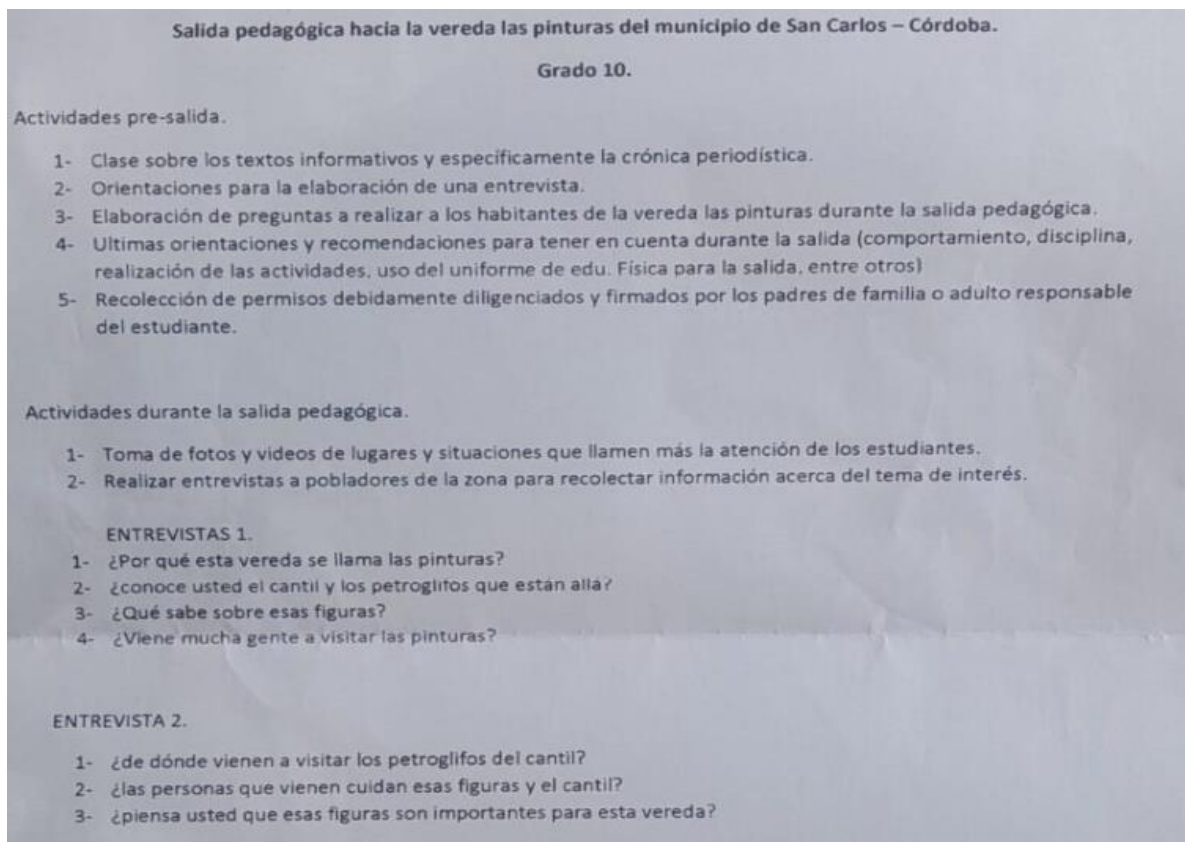 Salida pedagógica hacia la vereda las pinturas del municipio de San Carlos – Córdoba.
Grado 10.
Actividades pre-salida.
1- Clase sobre los textos informativos y específicamente la crónica periodística.
2- Orientaciones para la elaboración de una entrevista.
3- Elaboración de preguntas a realizar a los habitantes de la vereda las pinturas durante la salida pedagógica.
4- Ultimas orientaciones y recomendaciones para tener en cuenta durante la salida (comportamiento, disciplina,
realización de las actividades, uso del uniforme de edu. Física para la salida, entre otros)
5- Recolección de permisos debidamente diligenciados y firmados por los padres de familia o adulto responsable
del estudiante.
Actividades durante la salida pedagógica.
1- Toma de fotos y videos de lugares y situaciones que llamen más la atención de los estudiantes.
2- Realizar entrevistas a pobladores de la zona para recolectar información acerca del tema de interés.
ENTREVISTAS 1.
1- ¿Por qué esta vereda se llama las pinturas?
2- ¿conoce usted el cantil y los petroglifos que están allá?
3- ¿Qué sabe sobre esas figuras?
4- ¿Viene mucha gente a visitar las pinturas?
ENTREVISTA 2.
1- ¿de dónde vienen a visitar los petroglifos del cantil?
2- ¿las personas que vienen cuidan esas figuras y el cantil?
3- ¿piensa usted que esas figuras son importantes para esta vereda?